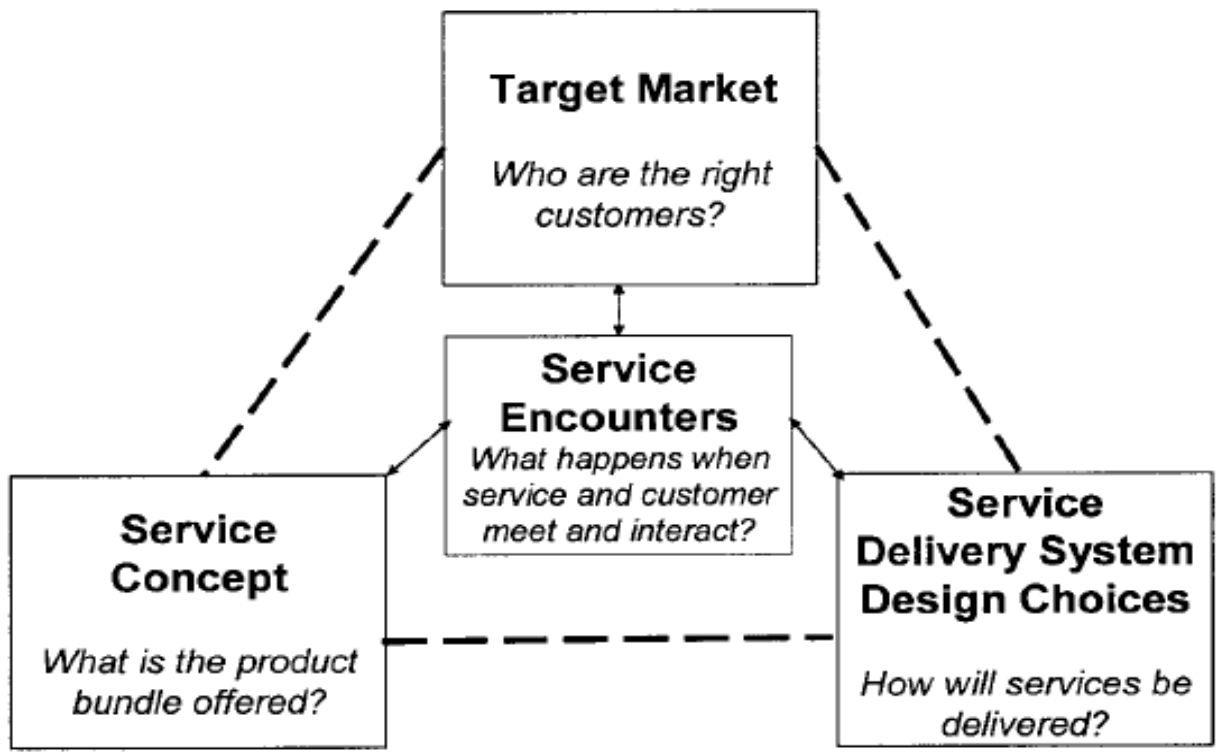 Target Market
Who are the right
customers?
Service
Encounters
What happens when
service and customer
meet and interact?
Service
Concept
What is the product
bundle offered?
Service
Delivery System
Design Choices
How will services be
delivered?